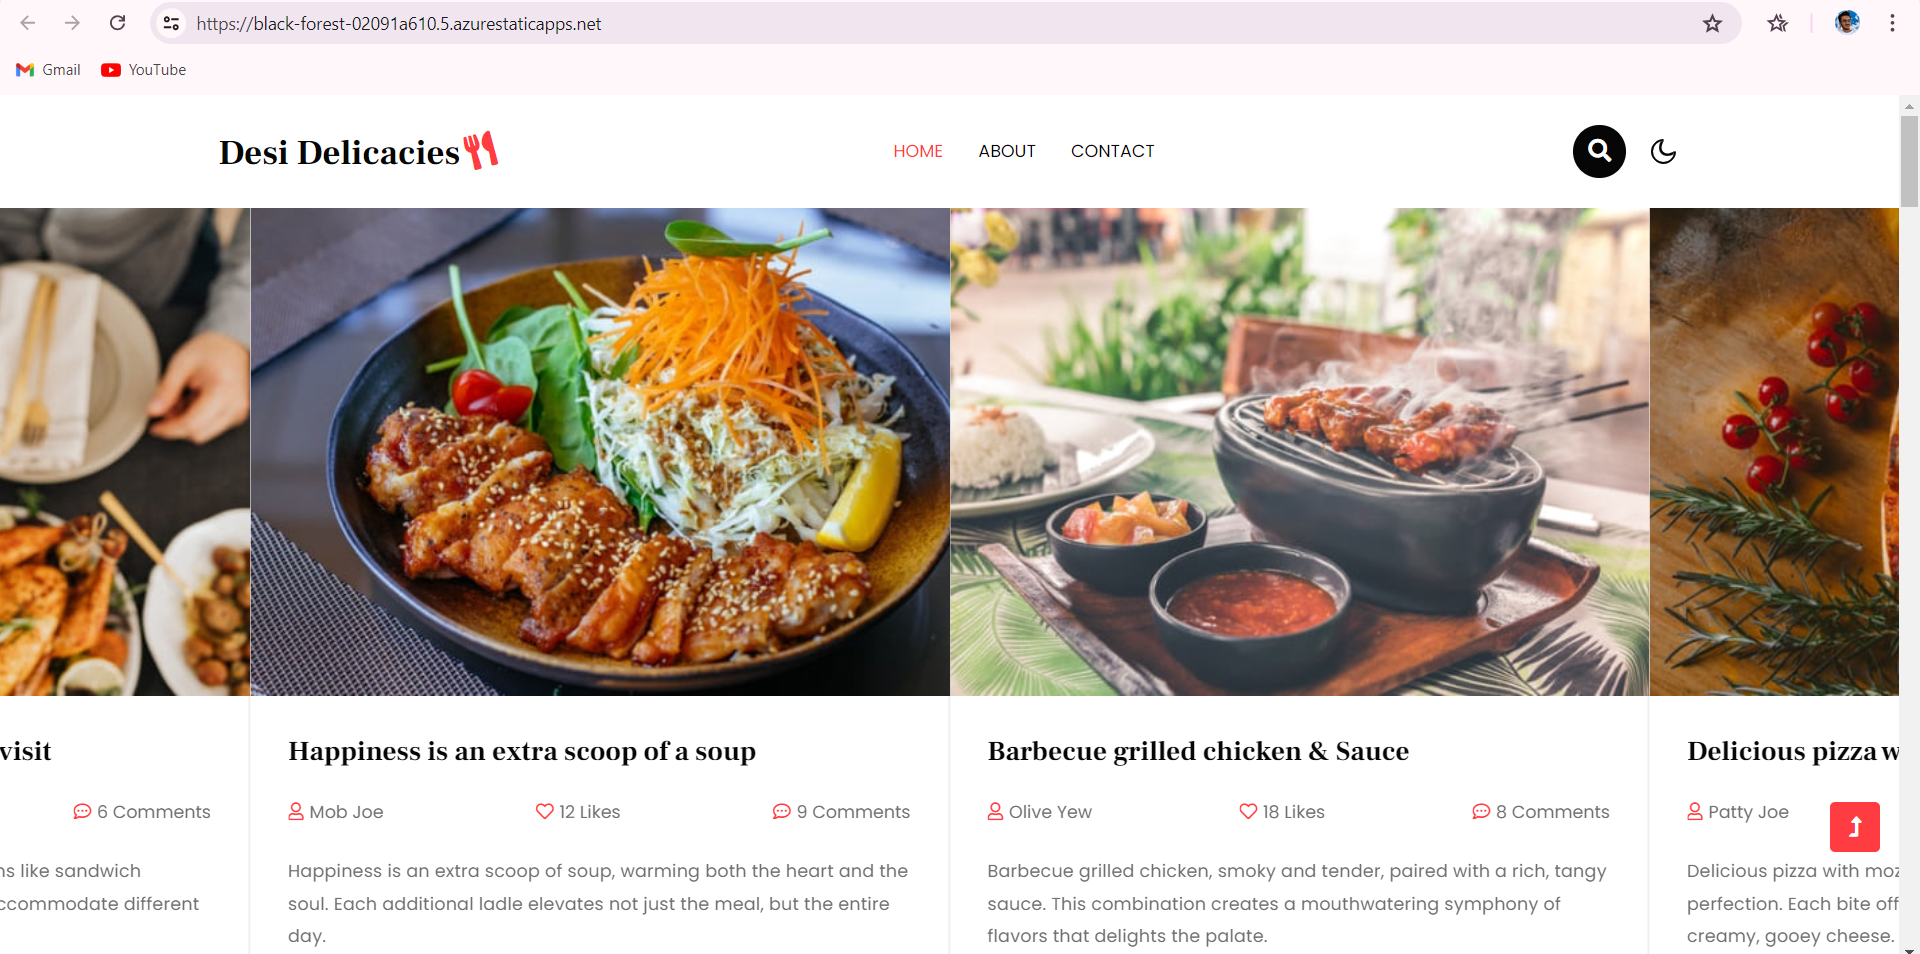 https://black-forest-02091a610.5.azurestaticapps.net
Gmail YouTube
Desi Delicacies HOME ABOUT CONTACT
visit
6 Comments
like sandwich
different
Happiness is an extra scoop of a soup
Mob Joe 12 Likes 9 Comments
Happiness is an extra scoop of soup, warming both the heart and the
soul. Each additional ladle elevates not just the meal, but the entire
day.
Barbecue grilled chicken & Sauce
Olive Yew 18 Likes 8 Comments
Barbecue grilled chicken, smoky and tender, paired with a rich, tangy
sauce. This combination creates a mouthwatering symphony of
flavors that delights the palate.
Delicious pizza
Patty Joe
Delicious pizza with
perfection. Each bite
creamy, gooey cheese.